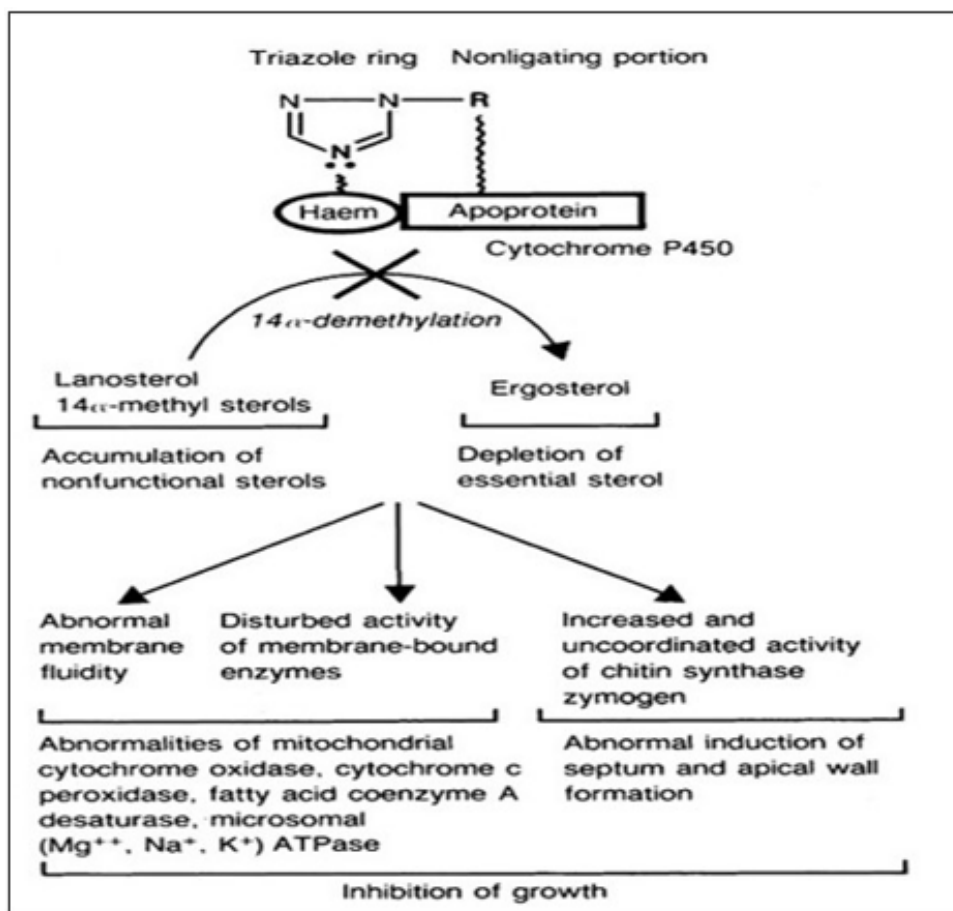 Triazole ring Nonligating portion
N N R
N
Haem Apoprotein
Cytochrome P450
14α-demethylation
Lanosterol
14α-methyl sterols
Ergosterol
Accumulation of
nonfunctional sterols
Depletion of
essential sterol
Abnormal
membrane
fluidity
Disturbed activity
of membrane-bound
enzymes
Increased and
uncoordinated activity
of chitin synthase
zymogen
Abnormalities of mitochondrial
cytochrome oxidase, cytochrome c
peroxidase, fatty acid coenzyme A
desaturase, microsomal
(Mg⁺⁺, Na⁺, K⁺) ATPase
Abnormal induction of
septum and apical wall
formation
Inhibition of growth